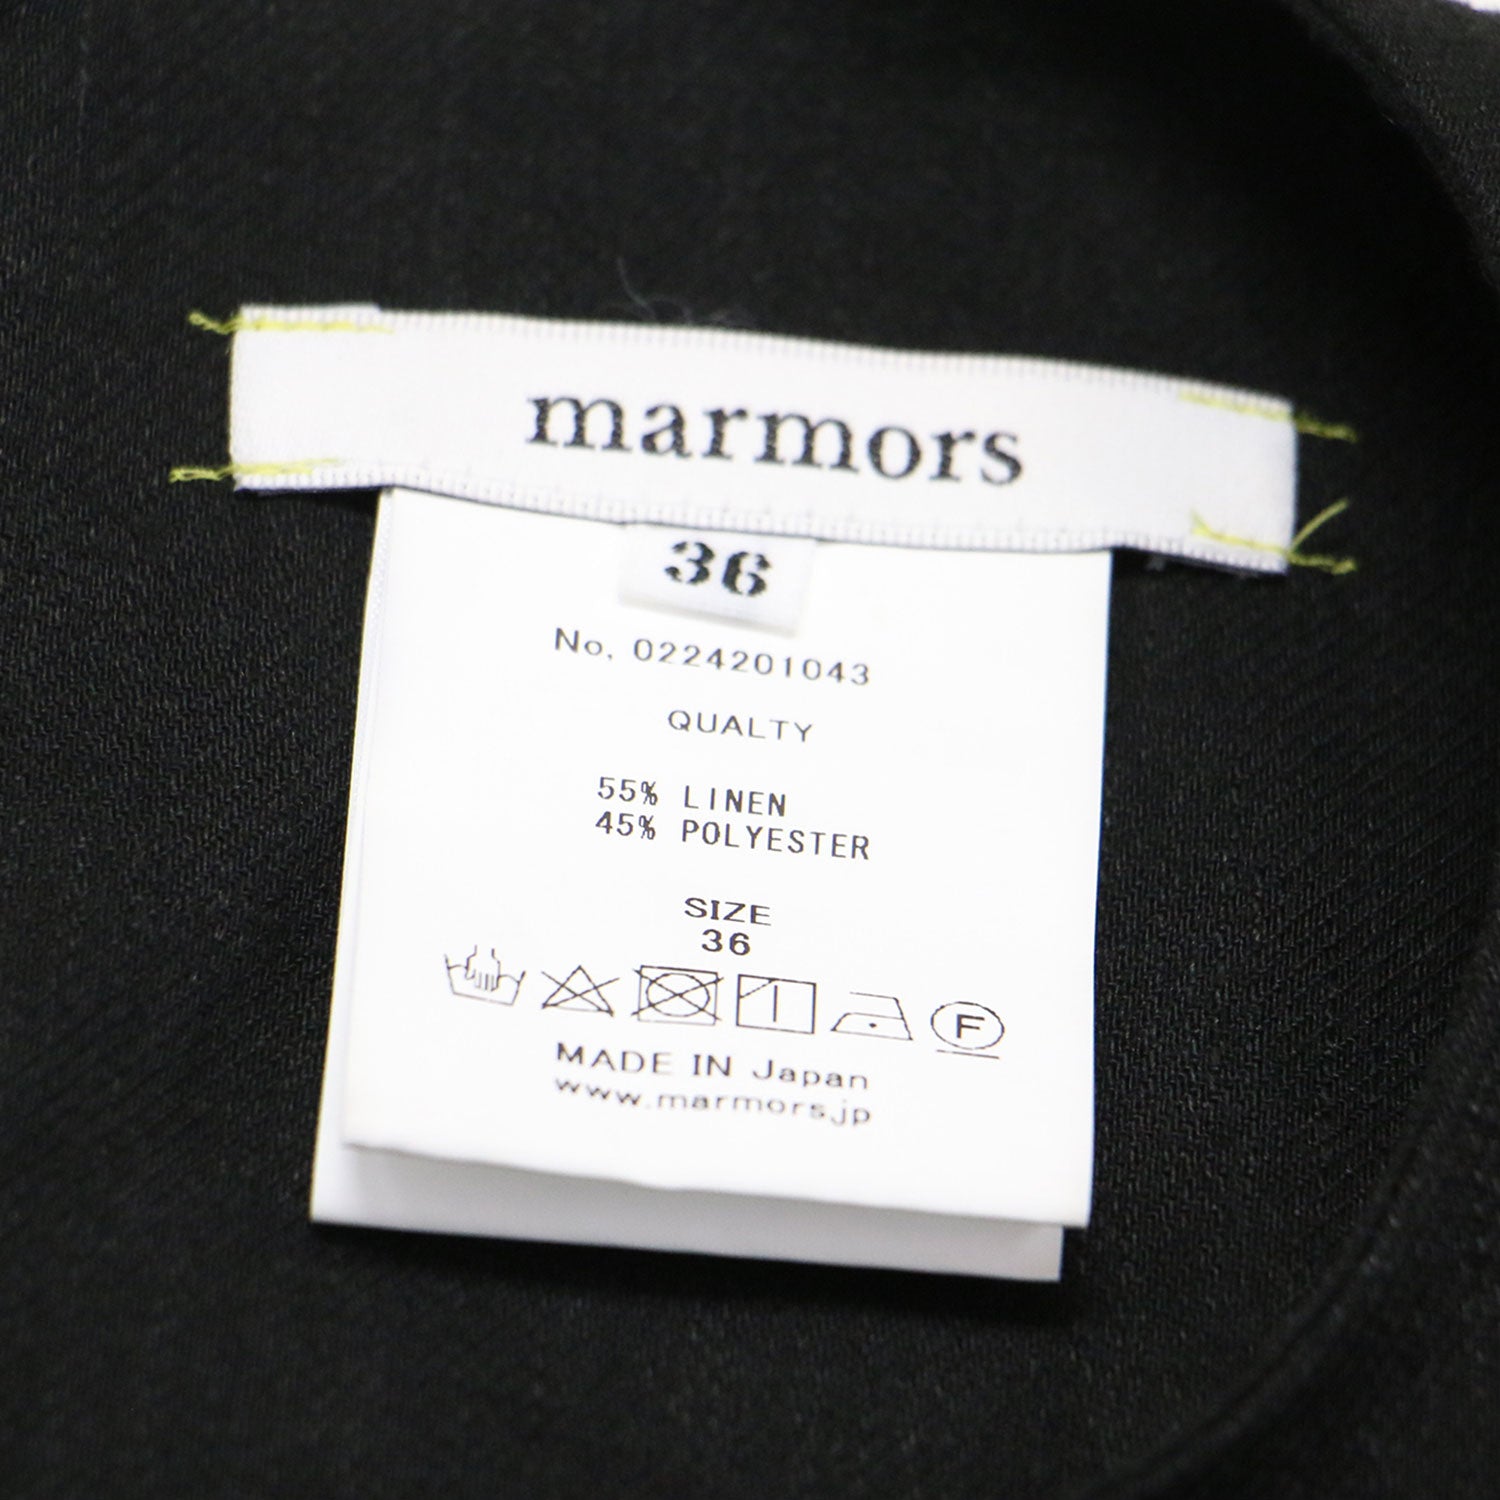 marmors
36
No. 0224201043
QUALTY
55% LINEN
45% POLYESTER
SIZE
36
F
MADE IN Japan
www.marmors.jp